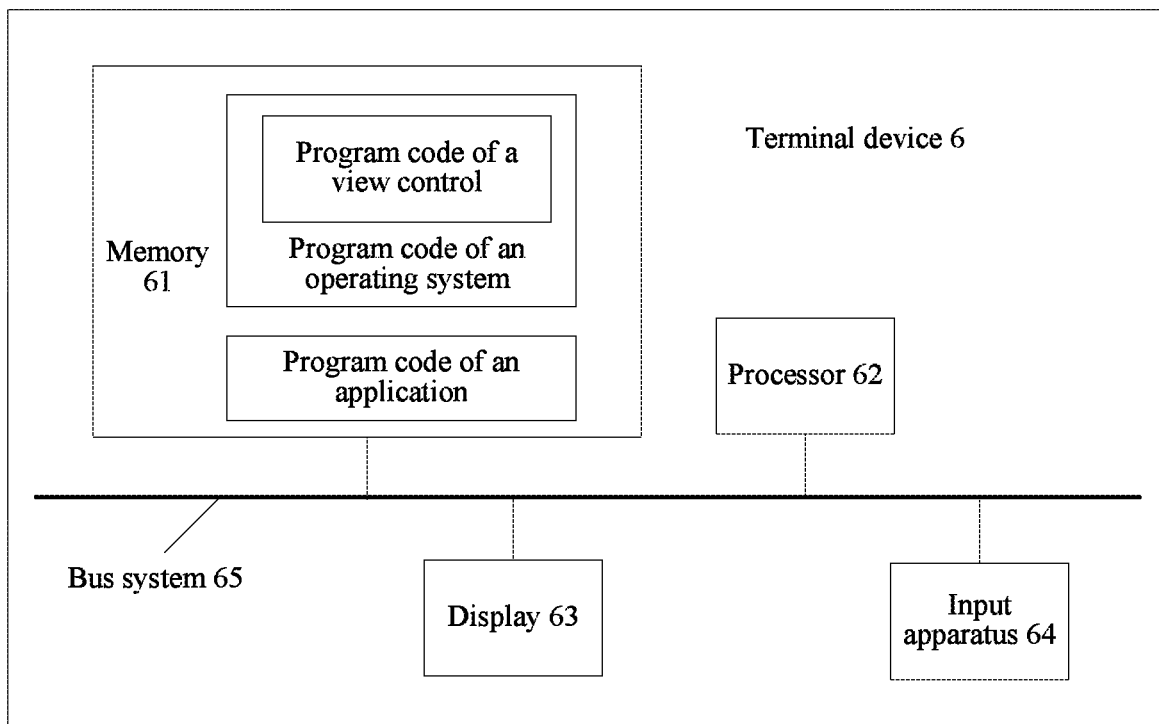 Program code of a
view control
Terminal device 6
Memory
61
Program code of an
operating system
Program code of an
application
Processor 62
Bus system 65
Display 63
Input
apparatus 64